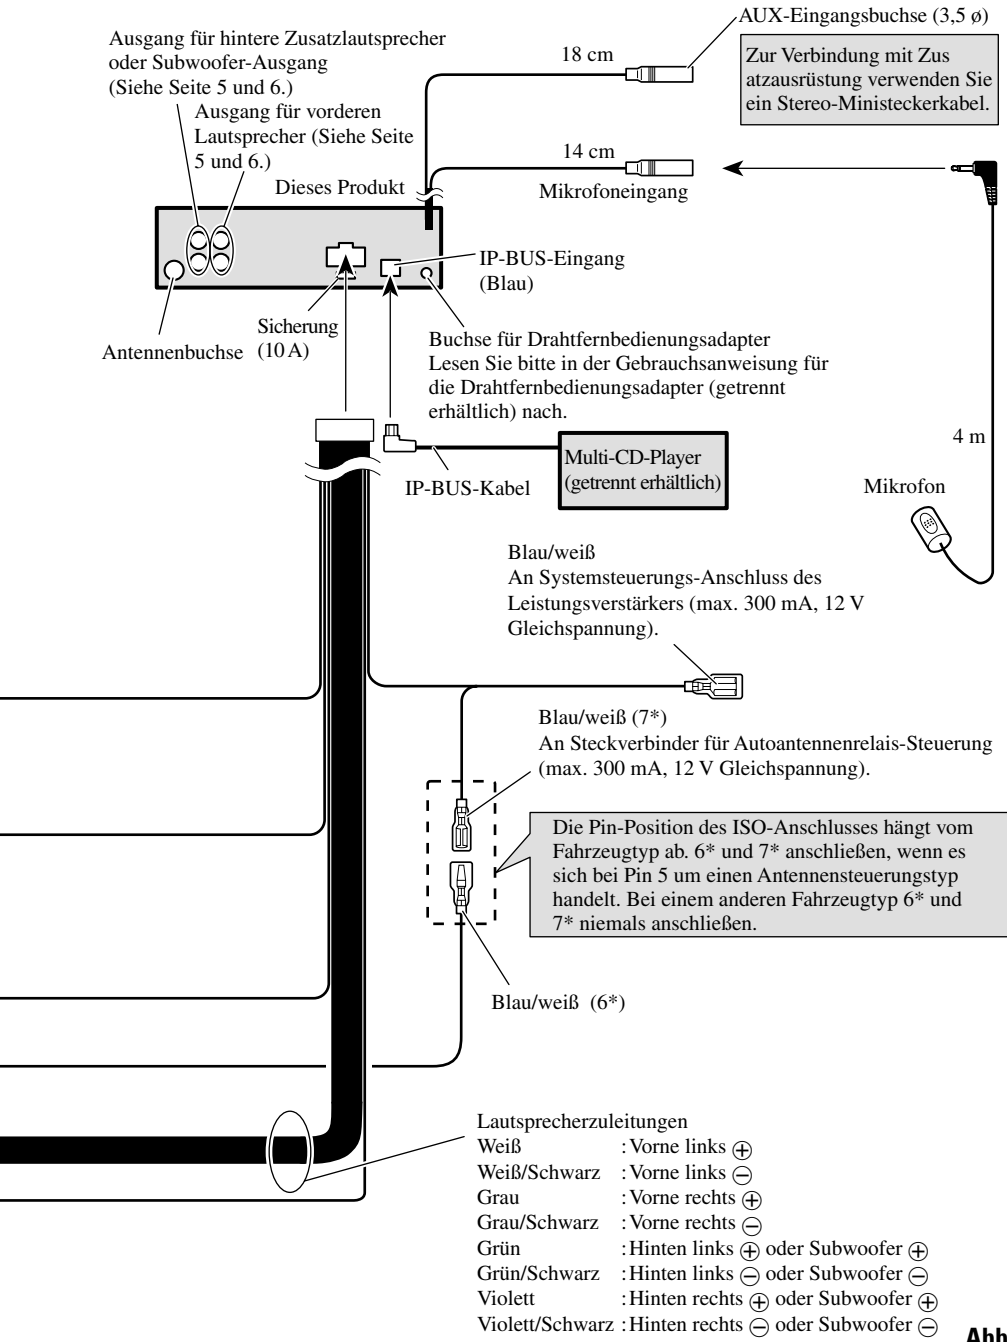 AUX-Eingangsbuchse (3,5 ø)
Ausgang für hintere Zusatzlautsprecher
oder Subwoofer-Ausgang
(Siehe Seite 5 und 6.)
18 cm
Zur Verbindung mit Zus
atzausrüstung verwenden Sie
ein Stereo-Ministeckerkabel.
Ausgang für vorderen
Lautsprecher (Siehe Seite
5 und 6.)
14 cm
Dieses Produkt
Mikrofoneingang
IP-BUS-Eingang
(Blau)
Antennenbuchse
Sicherung
(10 A)
Buchse für Drahtfernbedienungsadapter
Lesen Sie bitte in der Gebrauchsanweisung für
die Drahtfernbedienungsadapter (getrennt
erhältlich) nach.
4 m
Multi-CD-Player
(getrennt erhältlich)
IP-BUS-Kabel
Mikrofon
Blau/weiß
An Systemsteuerungs-Anschluss des
Leistungsverstärkers (max. 300 mA, 12 V
Gleichspannung).
Blau/weiß (7*)
An Steckverbinder für Autoantennenrelais-Steuerung
(max. 300 mA, 12 V Gleichspannung).
Die Pin-Position des ISO-Anschlusses hängt vom
Fahrzeugtyp ab. 6* und 7* anschließen, wenn es
sich bei Pin 5 um einen Antennensteuerungstyp
handelt. Bei einem anderen Fahrzeugtyp 6* und
7* niemals anschließen.
Blau/weiß (6*)
Lautsprecherzuleitungen
Weiß : Vorne links ⊕
Weiß/Schwarz : Vorne links ⊖
Grau : Vorne rechts ⊕
Grau/Schwarz : Vorne rechts ⊖
Grün : Hinten links ⊕ oder Subwoofer ⊕
Grün/Schwarz : Hinten links ⊖ oder Subwoofer ⊖
Violett : Hinten rechts ⊕ oder Subwoofer ⊕
Violett/Schwarz : Hinten rechts ⊖ oder Subwoofer ⊖